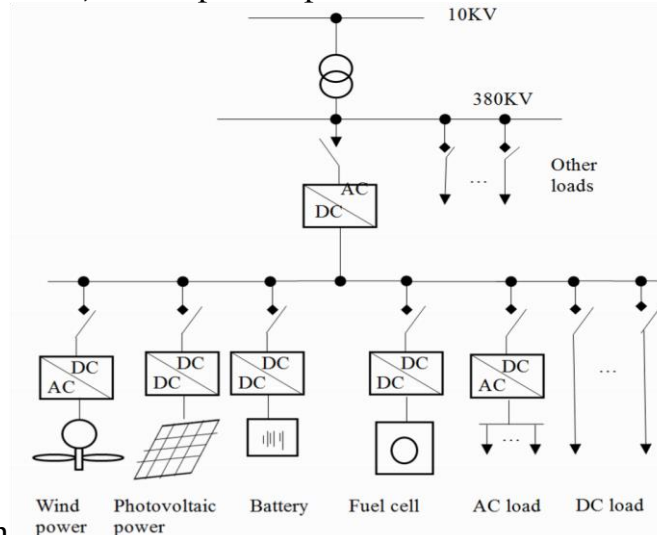 10KV
380KV
Other
loads
AC
DC
DC
AC
DC
DC
DC
DC
DC
DC
DC
AC
Wind
power
Photovoltaic
power
Battery
Fuel cell
AC load
DC load